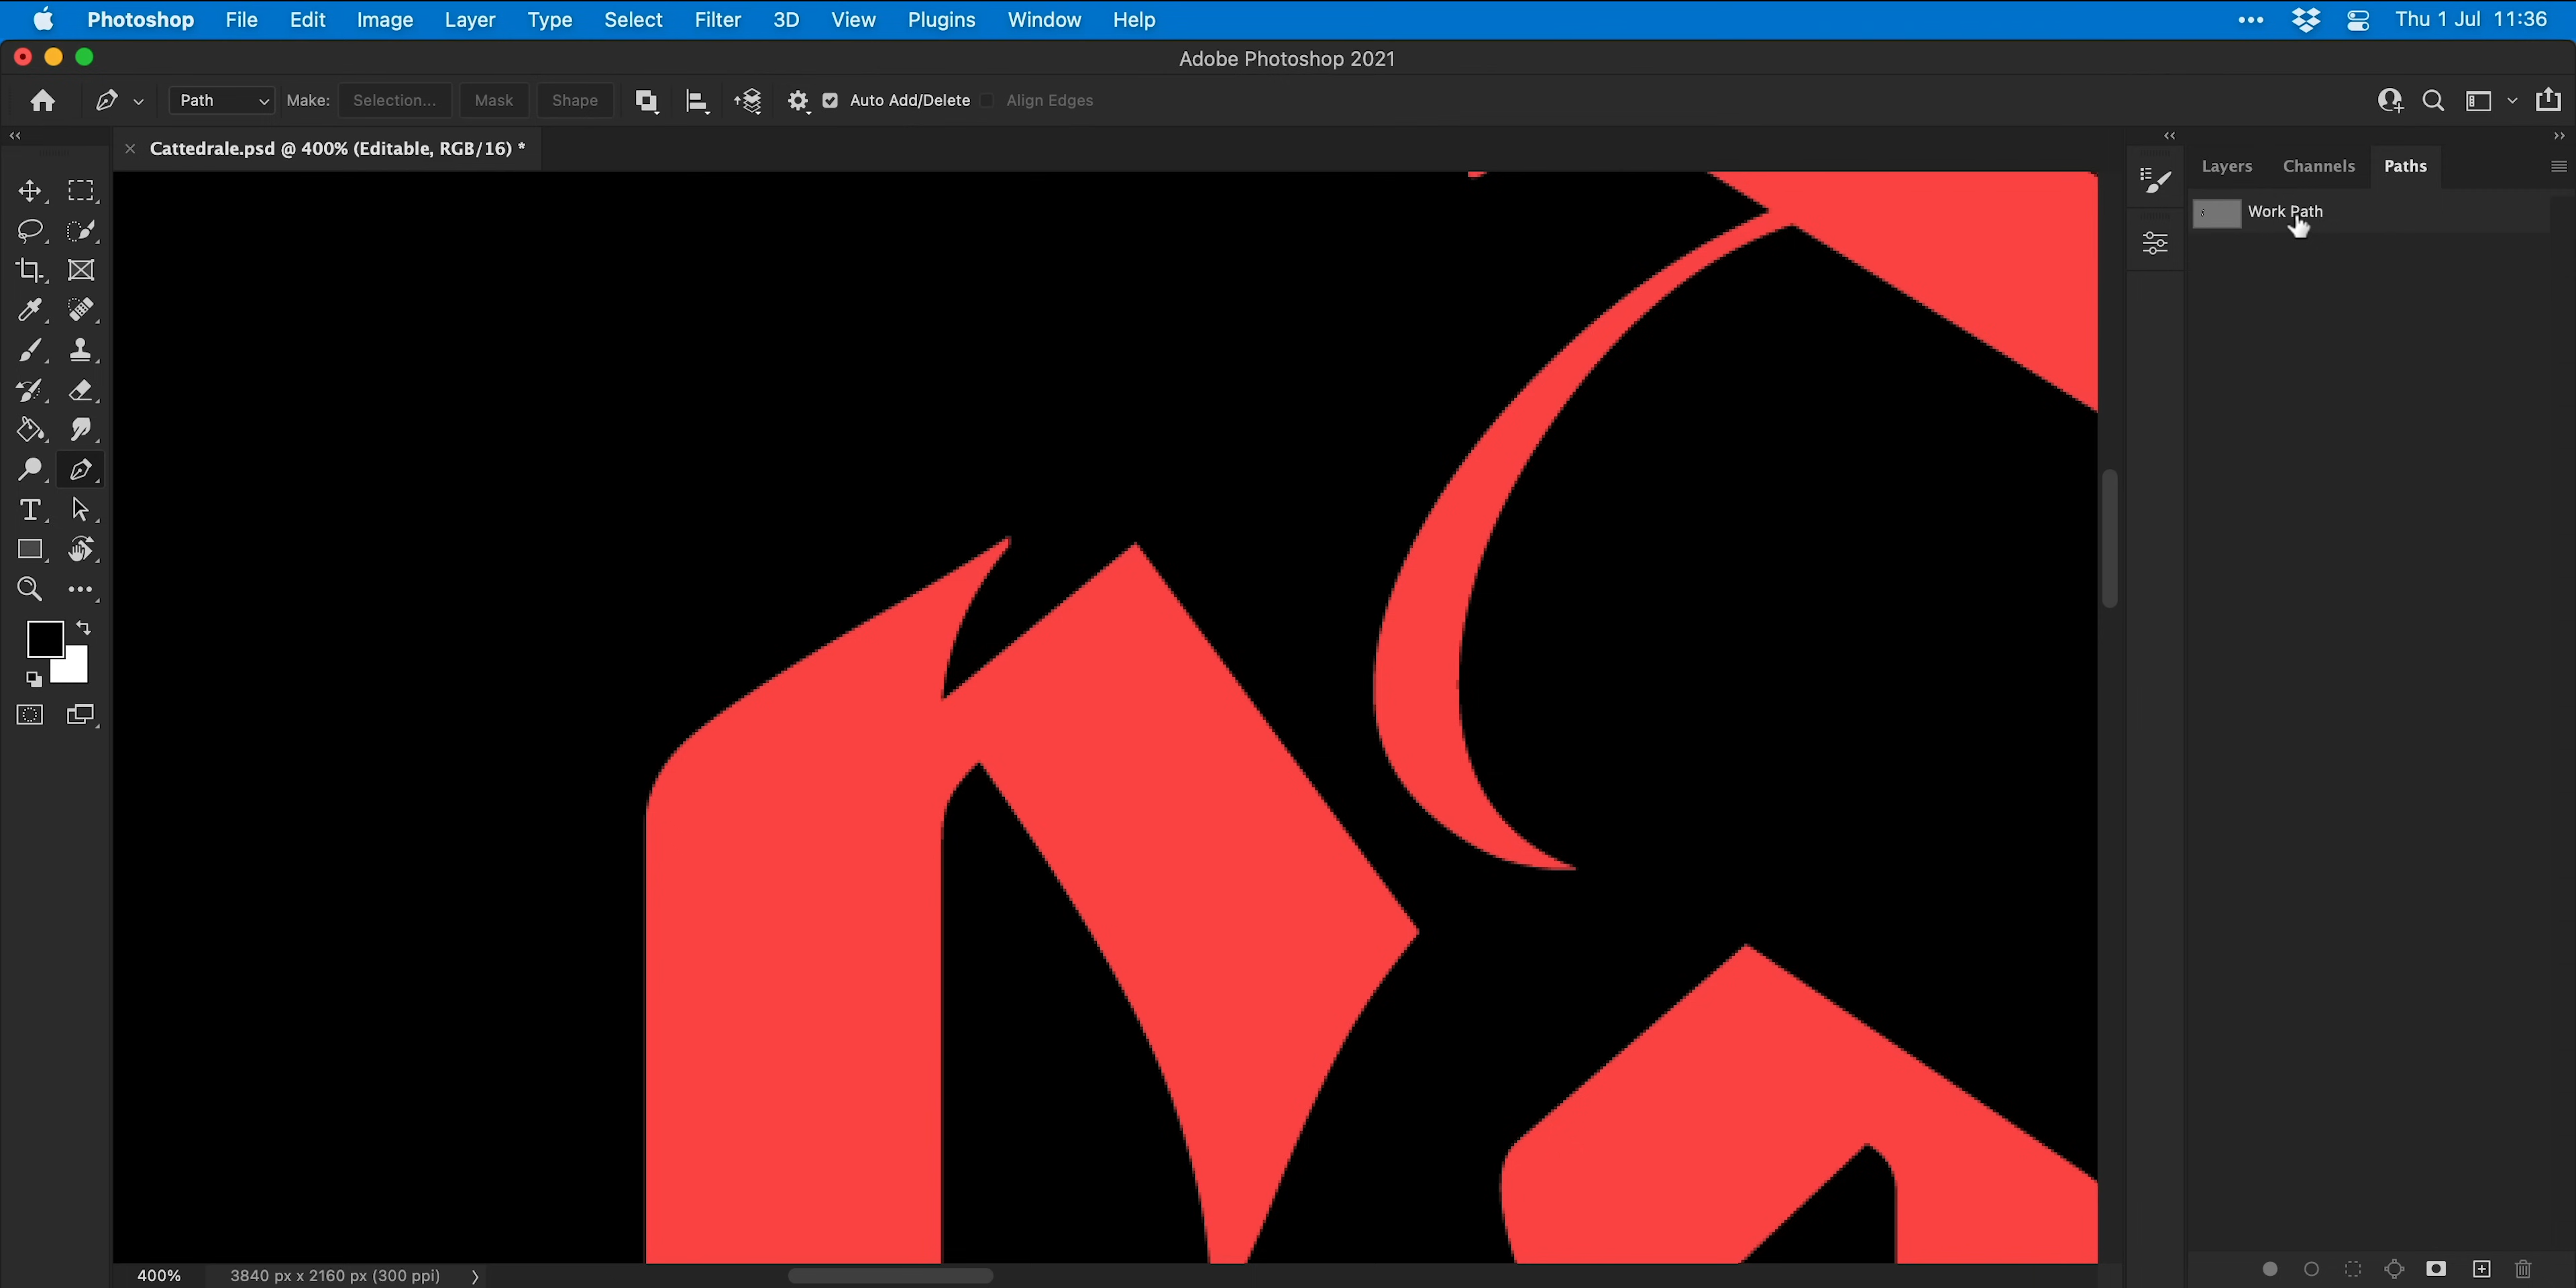 Photoshop File Edit Image Layer Type Select Filter 3D View Plugins Window Help Thu 1 Jul 11:36
Adobe Photoshop 2021
Path Make: Selection... Mask Shape Auto Add/Delete Align Edges
Cattedrale.psd @ 400% (Editable, RGB/16) *
Layers Channels Paths
Work Path
400% 3840 px x 2160 px (300 ppi)